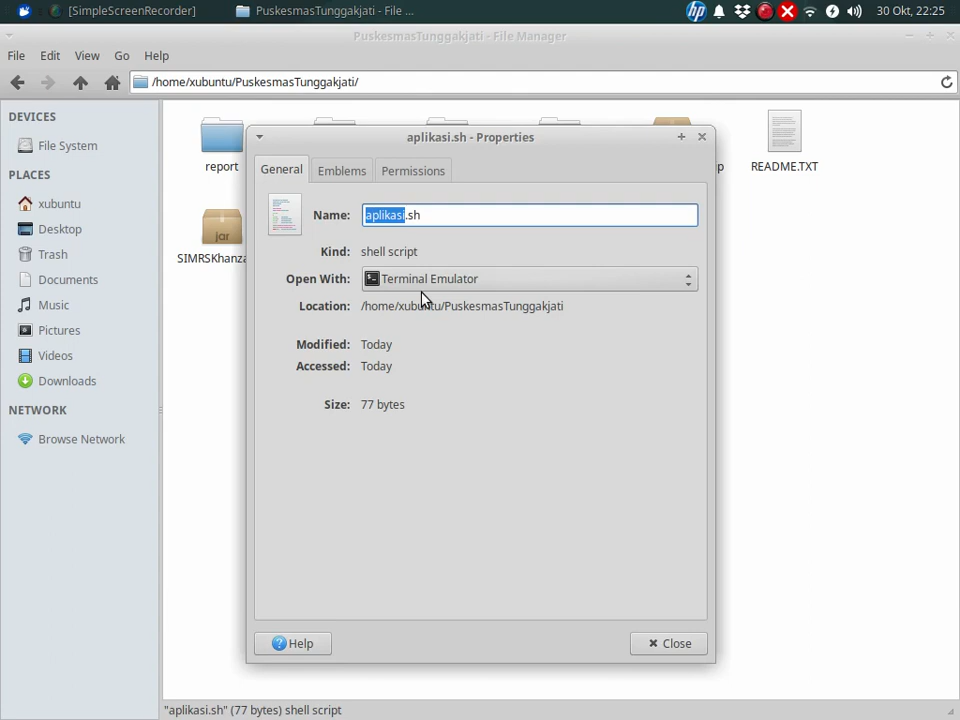 [SimpleScreenRecorder]
PuskesmasTunggakjati - File ...
hp
30 Okt, 22:25
PuskesmasTunggakjati - File Manager
File Edit View Go Help
/home/xubuntu/PuskesmasTunggakjati/
DEVICES
File System
PLACES
xubuntu
Desktop
Trash
Documents
Music
Pictures
Videos
Downloads
NETWORK
Browse Network
report
p
README.TXT
jar
SIMRSKhanza
aplikasi.sh - Properties
General Emblems Permissions
Name: aplikasi.sh
Kind: shell script
Open With: Terminal Emulator
Location: /home/xubuntu/PuskesmasTunggakjati
Modified: Today
Accessed: Today
Size: 77 bytes
Help
Close
"aplikasi.sh" (77 bytes) shell script